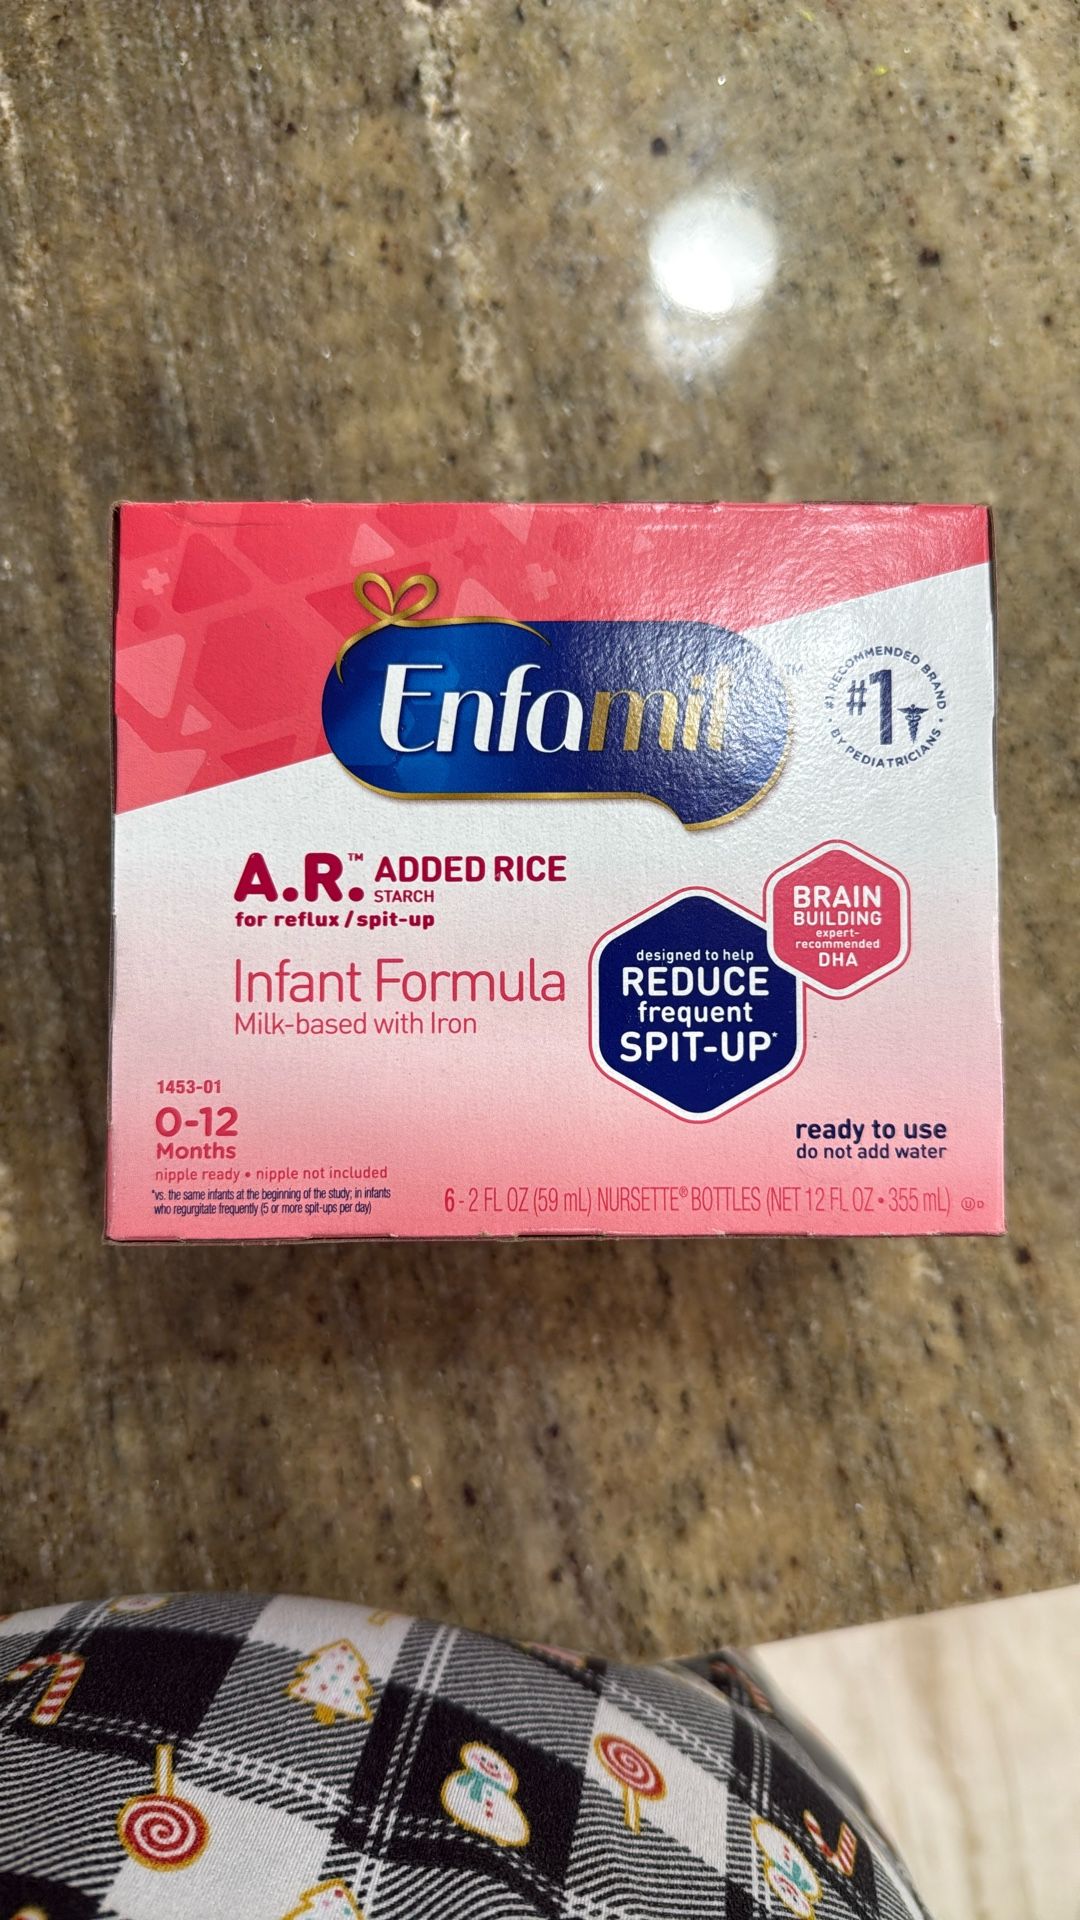 Enfamil™
#1 RECOMMENDED BRAND
#1
BY PEDIATRICIANS
A.R.™ ADDED RICE
STARCH
for reflux / spit-up
Infant Formula
Milk-based with Iron
BRAIN
BUILDING
expert-
recommended
DHA
designed to help
REDUCE
frequent
SPIT-UP*
1453-01
0-12
Months
nipple ready • nipple not included
*vs. the same infants at the beginning of the study; in infants
who regurgitate frequently (5 or more spit-ups per day)
ready to use
do not add water
6 - 2 FL OZ (59 mL) NURSETTE® BOTTLES (NET 12 FL OZ • 355 mL) Ⓤ D